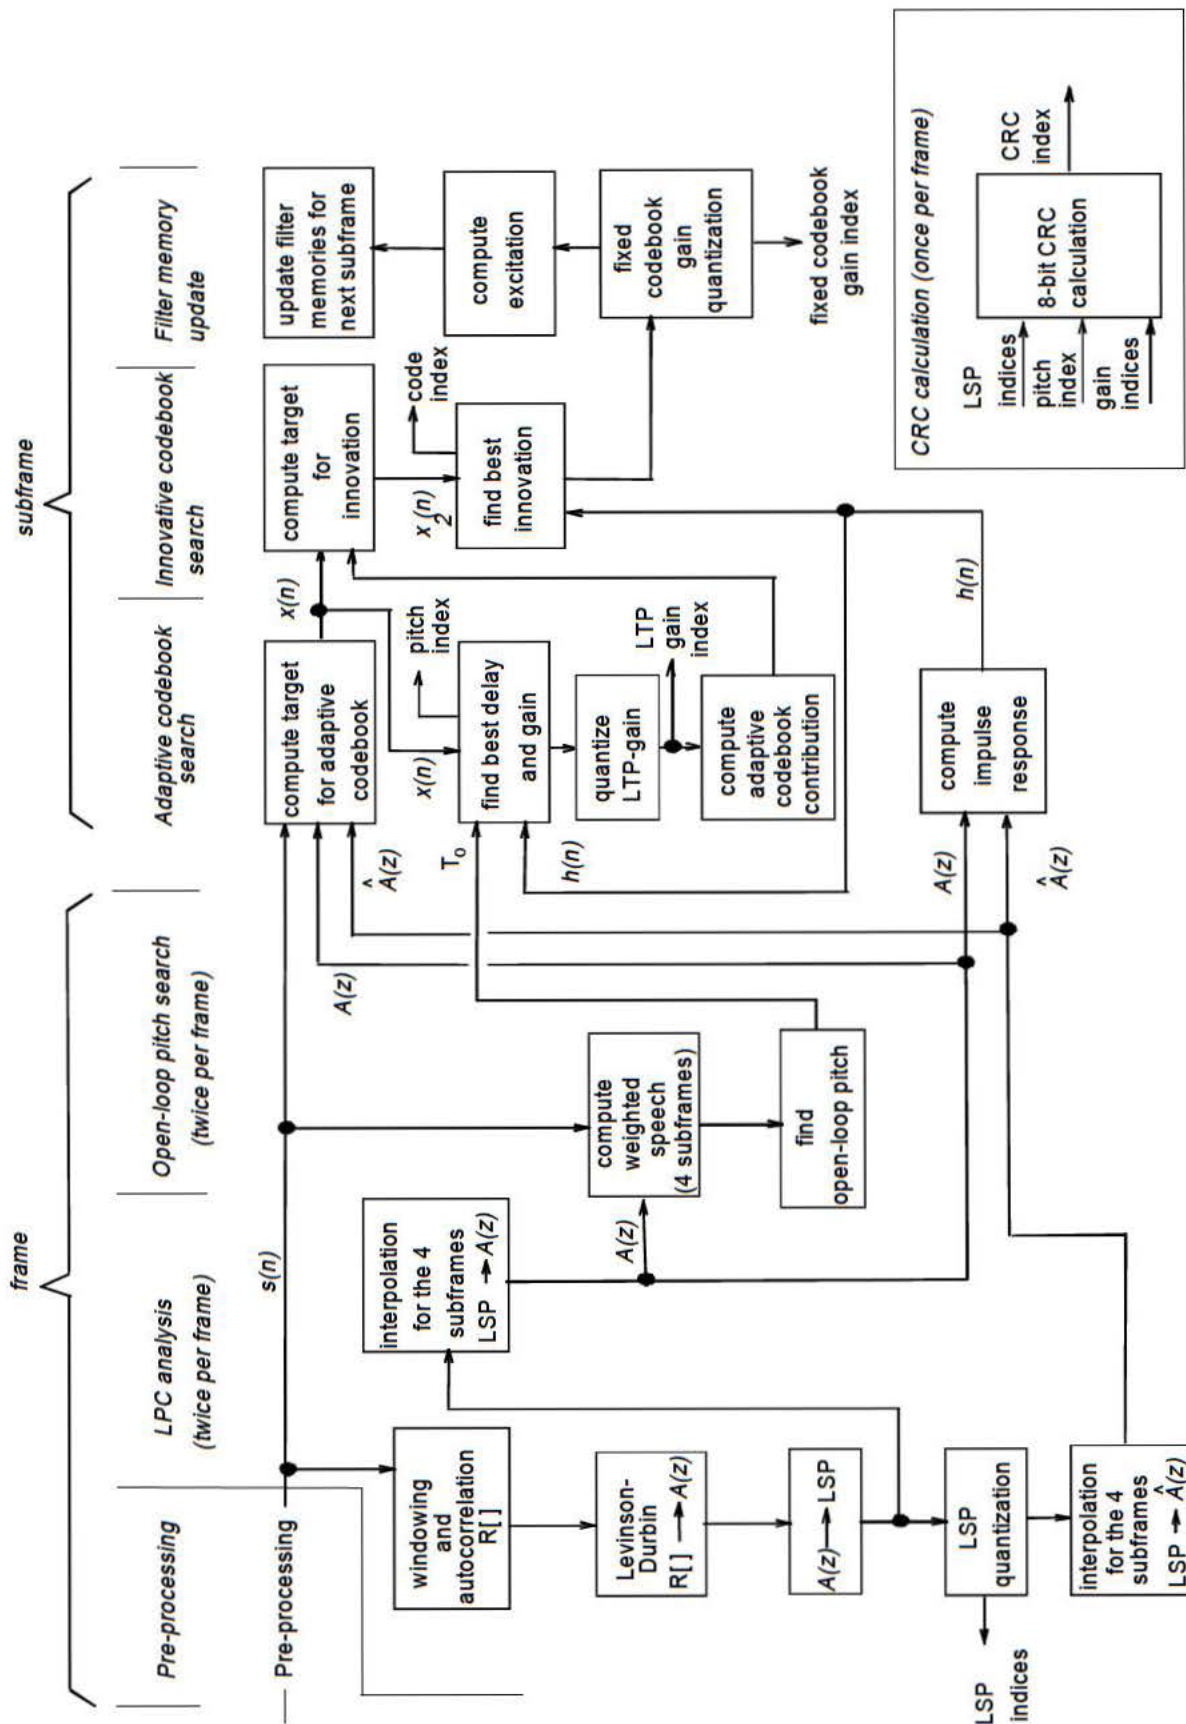 frame
subframe
Pre-processing
LPC analysis
(twice per frame)
Open-loop pitch search
(twice per frame)
Adaptive codebook
search
Innovative codebook
search
Filter memory
update
Pre-processing
s(n)
windowing
and
autocorrelation
R[ ]
Levinson-
Durbin
R[ ] → A(z)
A(z) → LSP
LSP
quantization
LSP
indices
interpolation
for the 4
subframes
LSP → Â(z)
interpolation
for the 4
subframes
LSP → A(z)
A(z)
compute
weighted
speech
(4 subframes)
find
open-loop pitch
A(z)
Â(z)
T₀
h(n)
A(z)
Â(z)
compute target
for adaptive
codebook
x(n)
x(n)
pitch
index
find best delay
and gain
quantize
LTP-gain
LTP
gain
index
compute
adaptive
codebook
contribution
compute
impulse
response
h(n)
compute target
for
innovation
x₂(n)
code
index
find best
innovation
update filter
memories for
next subframe
compute
excitation
fixed
codebook
gain
quantization
fixed codebook
gain index
CRC calculation (once per frame)
LSP
indices
pitch
index
gain
indices
8-bit CRC
calculation
CRC
index